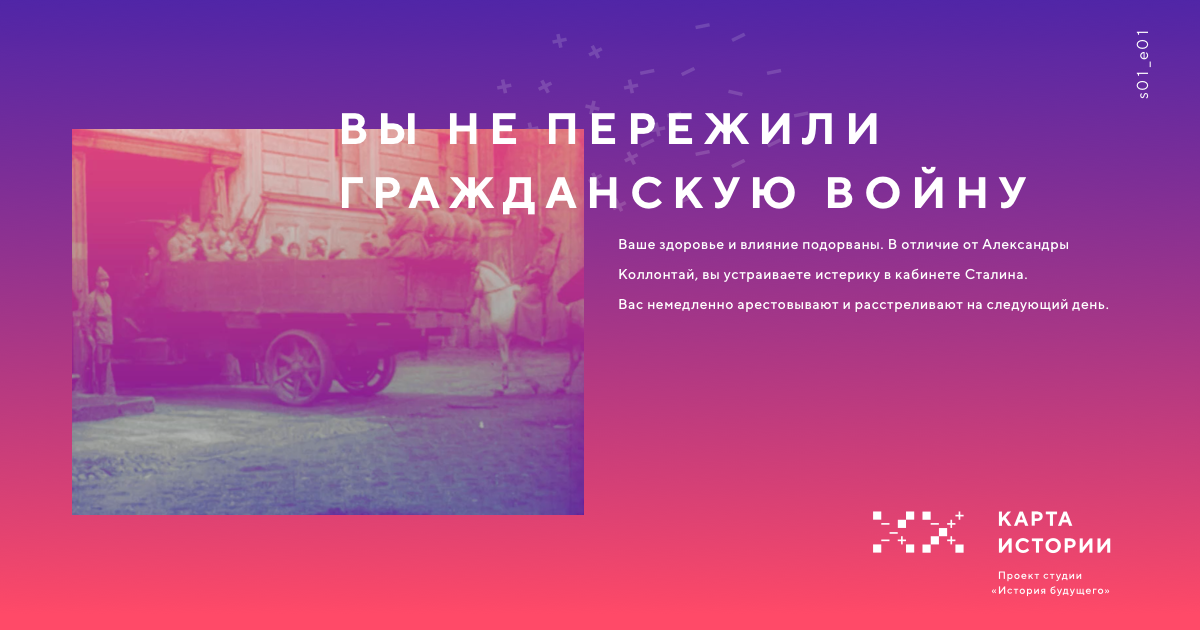 s01_e01
ВЫ НЕ ПЕРЕЖИЛИ
ГРАЖДАНСКУЮ ВОЙНУ
Ваше здоровье и влияние подорваны. В отличие от Александры
Коллонтай, вы устраиваете истерику в кабинете Сталина.
Вас немедленно арестовывают и расстреливают на следующий день.
КАРТА
ИСТОРИИ
Проект студии
«История будущего»